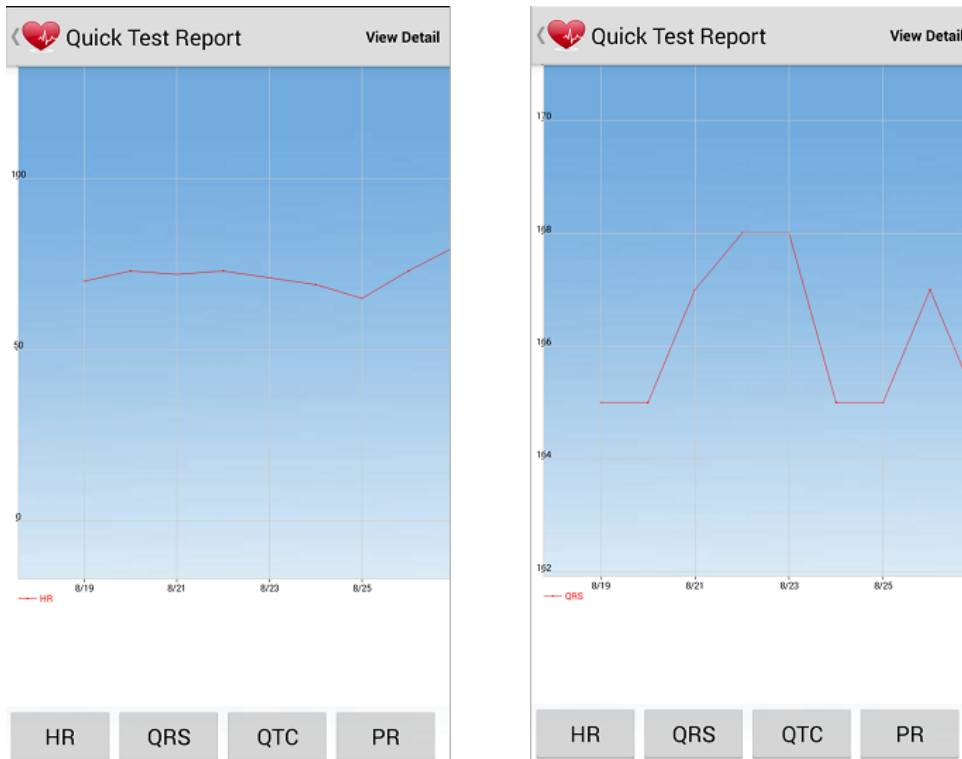 Quick Test Report View Detail
100
50
0
8/19 8/21 8/23 8/25
HR
HR QRS QTC PR
Quick Test Report View Detail
170
168
166
164
162
8/19 8/21 8/23 8/25
QRS
HR QRS QTC PR